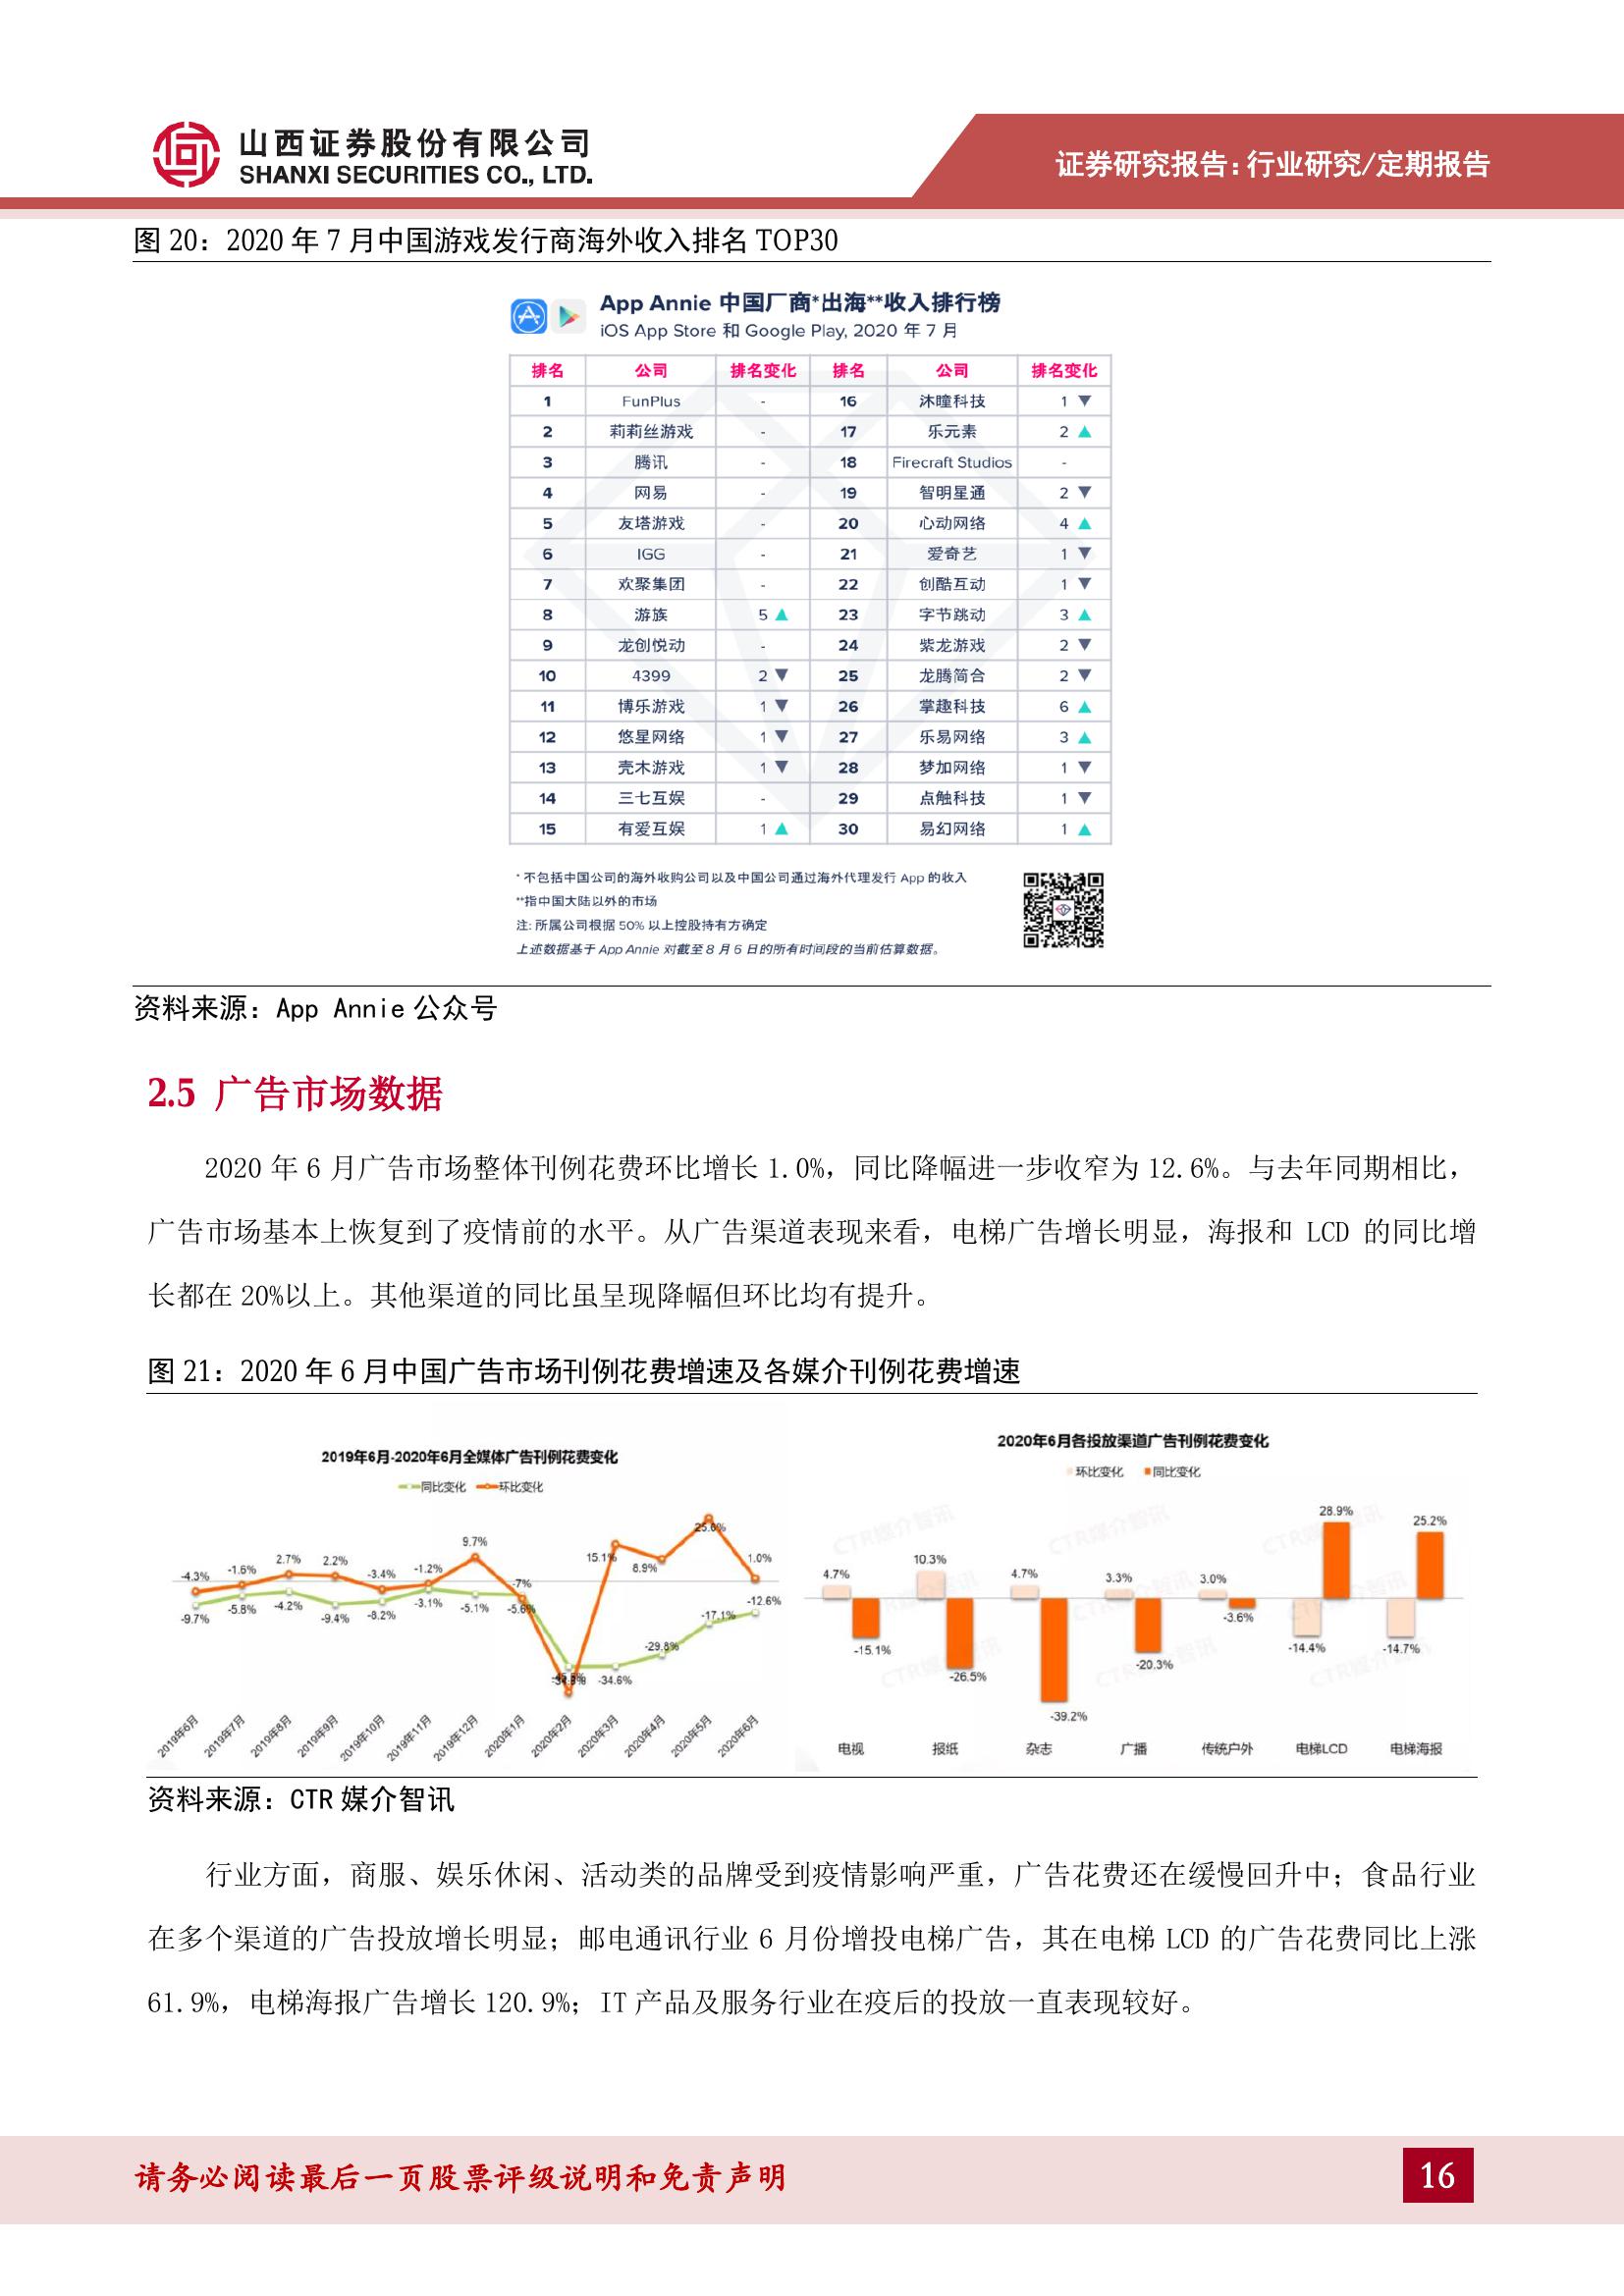 山西证券股份有限公司
SHANXI SECURITIES CO., LTD.
证券研究报告：行业研究/定期报告
图 20：2020 年 7 月中国游戏发行商海外收入排名 TOP30
App Annie 中国厂商*出海**收入排行榜
iOS App Store 和 Google Play, 2020 年 7 月
排名 公司 排名变化 排名 公司 排名变化
1 FunPlus - 16 沐瞳科技 1 ▼
2 莉莉丝游戏 - 17 乐元素 2 ▲
3 腾讯 - 18 Firecraft Studios -
4 网易 - 19 智明星通 2 ▼
5 友塔游戏 - 20 心动网络 4 ▲
6 IGG - 21 爱奇艺 1 ▼
7 欢聚集团 - 22 创酷互动 1 ▼
8 游族 5 ▲ 23 字节跳动 3 ▲
9 龙创悦动 - 24 紫龙游戏 2 ▼
10 4399 2 ▼ 25 龙腾简合 2 ▼
11 博乐游戏 1 ▼ 26 掌趣科技 6 ▲
12 悠星网络 1 ▼ 27 乐易网络 3 ▲
13 壳木游戏 1 ▼ 28 梦加网络 1 ▼
14 三七互娱 - 29 点触科技 1 ▼
15 有爱互娱 1 ▲ 30 易幻网络 1 ▲
* 不包括中国公司的海外收购公司以及中国公司通过海外代理发行 App 的收入
**指中国大陆以外的市场
注: 所属公司根据 50% 以上控股持有方确定
上述数据基于 App Annie 对截至 8 月 6 日的所有时间段的当前估算数据。
资料来源：App Annie 公众号
2.5 广告市场数据
2020 年 6 月广告市场整体刊例花费环比增长 1.0%，同比降幅进一步收窄为 12.6%。与去年同期相比，
广告市场基本上恢复到了疫情前的水平。从广告渠道表现来看，电梯广告增长明显，海报和 LCD 的同比增
长都在 20%以上。其他渠道的同比虽呈现降幅但环比均有提升。
图 21：2020 年 6 月中国广告市场刊例花费增速及各媒介刊例花费增速
2019年6月-2020年6月全媒体广告刊例花费变化
同比变化 环比变化
-4.3% -1.6% 2.7% 2.2% -3.4% -1.2% 9.7% -7% 15.1% 8.9% 25.6% 1.0%
-9.7% -5.8% -4.2% -9.4% -8.2% -3.1% -5.1% -5.6% -34.6% -29.8% -17.1% -12.6%
2019年6月 2019年7月 2019年8月 2019年9月 2019年10月 2019年11月 2019年12月 2020年1月 2020年2月 2020年3月 2020年4月 2020年5月 2020年6月
2020年6月各投放渠道广告刊例花费变化
环比变化 同比变化
4.7% 10.3% 4.7% 3.3% 3.0% 28.9% 25.2%
-15.1% -26.5% -39.2% -20.3% -3.6% -14.4% -14.7%
电视 报纸 杂志 广播 传统户外 电梯LCD 电梯海报
CTR媒介智讯
资料来源：CTR 媒介智讯
行业方面，商服、娱乐休闲、活动类的品牌受到疫情影响严重，广告花费还在缓慢回升中；食品行业
在多个渠道的广告投放增长明显；邮电通讯行业 6 月份增投电梯广告，其在电梯 LCD 的广告花费同比上涨
61.9%，电梯海报广告增长 120.9%；IT 产品及服务行业在疫后的投放一直表现较好。
请务必阅读最后一页股票评级说明和免责声明
16